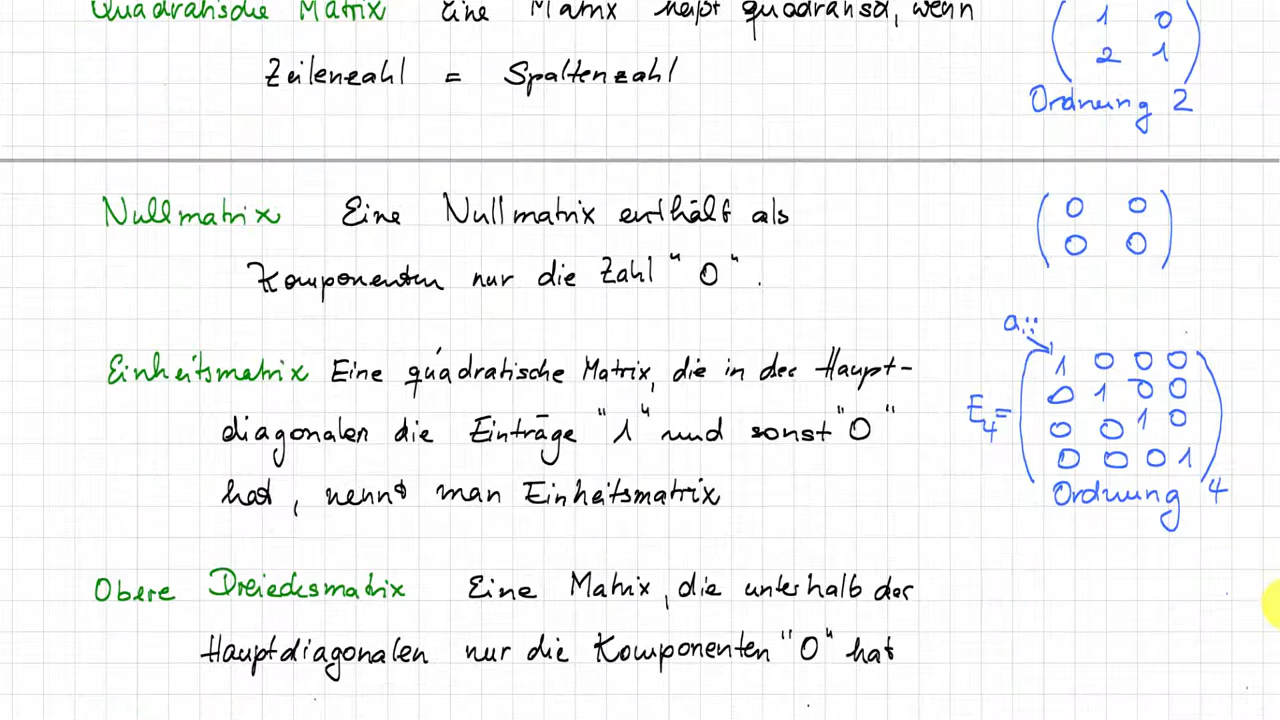 Quadratische Matrix Eine Matrix heißt quadratisch, wenn
Zeilenzahl = Spaltenzahl
1 0
2 1
Ordnung 2
Nullmatrix Eine Nullmatrix enthält als
Komponenten nur die Zahl "0".
0 0
0 0
Einheitsmatrix Eine quadratische Matrix, die in der Haupt-
diagonalen die Einträge "1" und sonst "0"
hat, nennt man Einheitsmatrix
aii
E4 =
1 0 0 0
0 1 0 0
0 0 1 0
0 0 0 1
Ordnung 4
Obere Dreiecksmatrix Eine Matrix, die unterhalb der
Hauptdiagonalen nur die Komponenten "0" hat